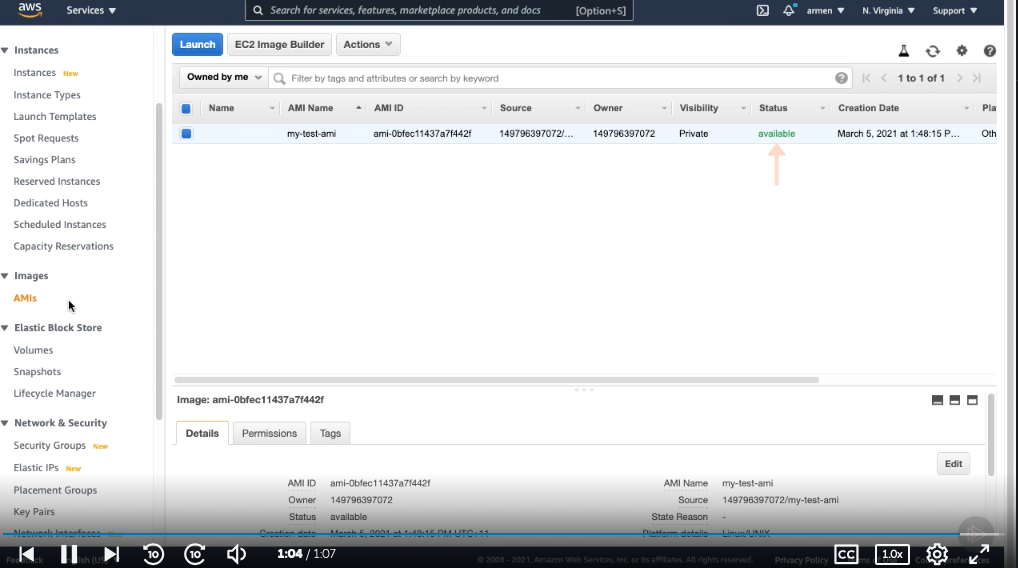 aws Services Search for services, features, marketplace products, and docs [Option+S] armen N. Virginia Support
Instances
Instances New
Instance Types
Launch Templates
Spot Requests
Savings Plans
Reserved Instances
Dedicated Hosts
Scheduled Instances
Capacity Reservations
Images
AMIs
Elastic Block Store
Volumes
Snapshots
Lifecycle Manager
Network & Security
Security Groups New
Elastic IPs New
Placement Groups
Key Pairs
Network Interfaces
Launch EC2 Image Builder Actions
Owned by me Filter by tags and attributes or search by keyword 1 to 1 of 1
Name AMI Name AMI ID Source Owner Visibility Status Creation Date Pla
my-test-ami ami-0bfec11437a7f442f 149796397072/... 149796397072 Private available March 5, 2021 at 1:48:15 P... Oth
Image: ami-0bfec11437a7f442f
Details Permissions Tags
Edit
AMI ID ami-0bfec11437a7f442f AMI Name my-test-ami
Owner 149796397072 Source 149796397072/my-test-ami
Status available State Reason -
Creation date March 5, 2021 at 1:48:15 PM UTC-11 Platform details Linux/UNIX
10 10 1:04 / 1:07 CC 1.0x
© 2008 - 2021, Amazon Web Services, Inc. or its affiliates. All rights reserved. Privacy Policy